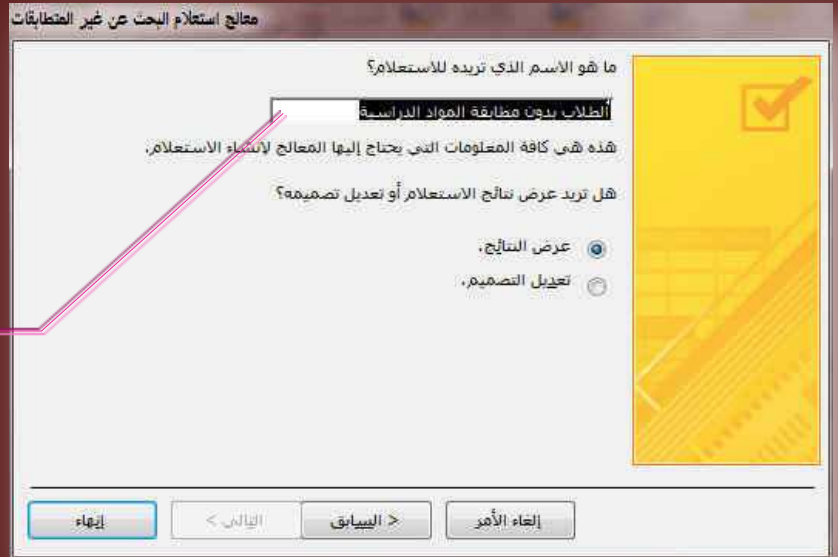 معالج استعلام البحث عن غير المتطابقات
ما هو الاسم الذي تريده للاستعلام؟
الطلاب بدون مطابقة المواد الدراسية
هذه هي كافة المعلومات التي يحتاج إليها المعالج لإنشاء الاستعلام.
هل تريد عرض نتائج الاستعلام أو تعديل تصميمه؟
عرض النتائج.
تعديل التصميم.
إلغاء الأمر
< السابق
التالي >
إنهاء